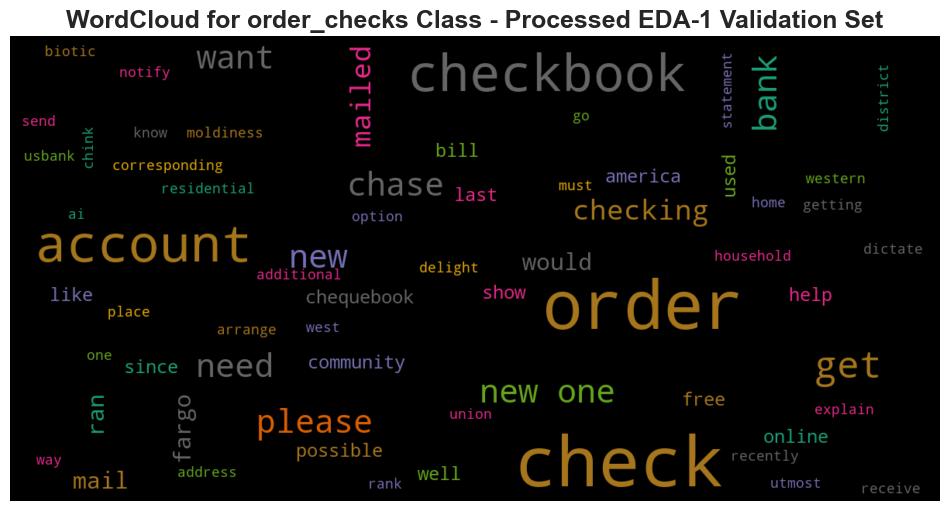 WordCloud for order_checks Class - Processed EDA-1 Validation Set
biotic
want
mailed
checkbook
statement
bank
district
notify
send
chink
know
moldiness
go
usbank
corresponding
bill
used
western
residential
chase
last
must
america
home
getting
ai
option
checking
account
new
additional
delight
would
household
dictate
like
place
chequebook
show
order
help
arrange
west
one
since
need
community
new one
get
free
explain
ran
fargo
please
union
possible
online
way
mail
address
rank
well
check
recently
utmost
receive